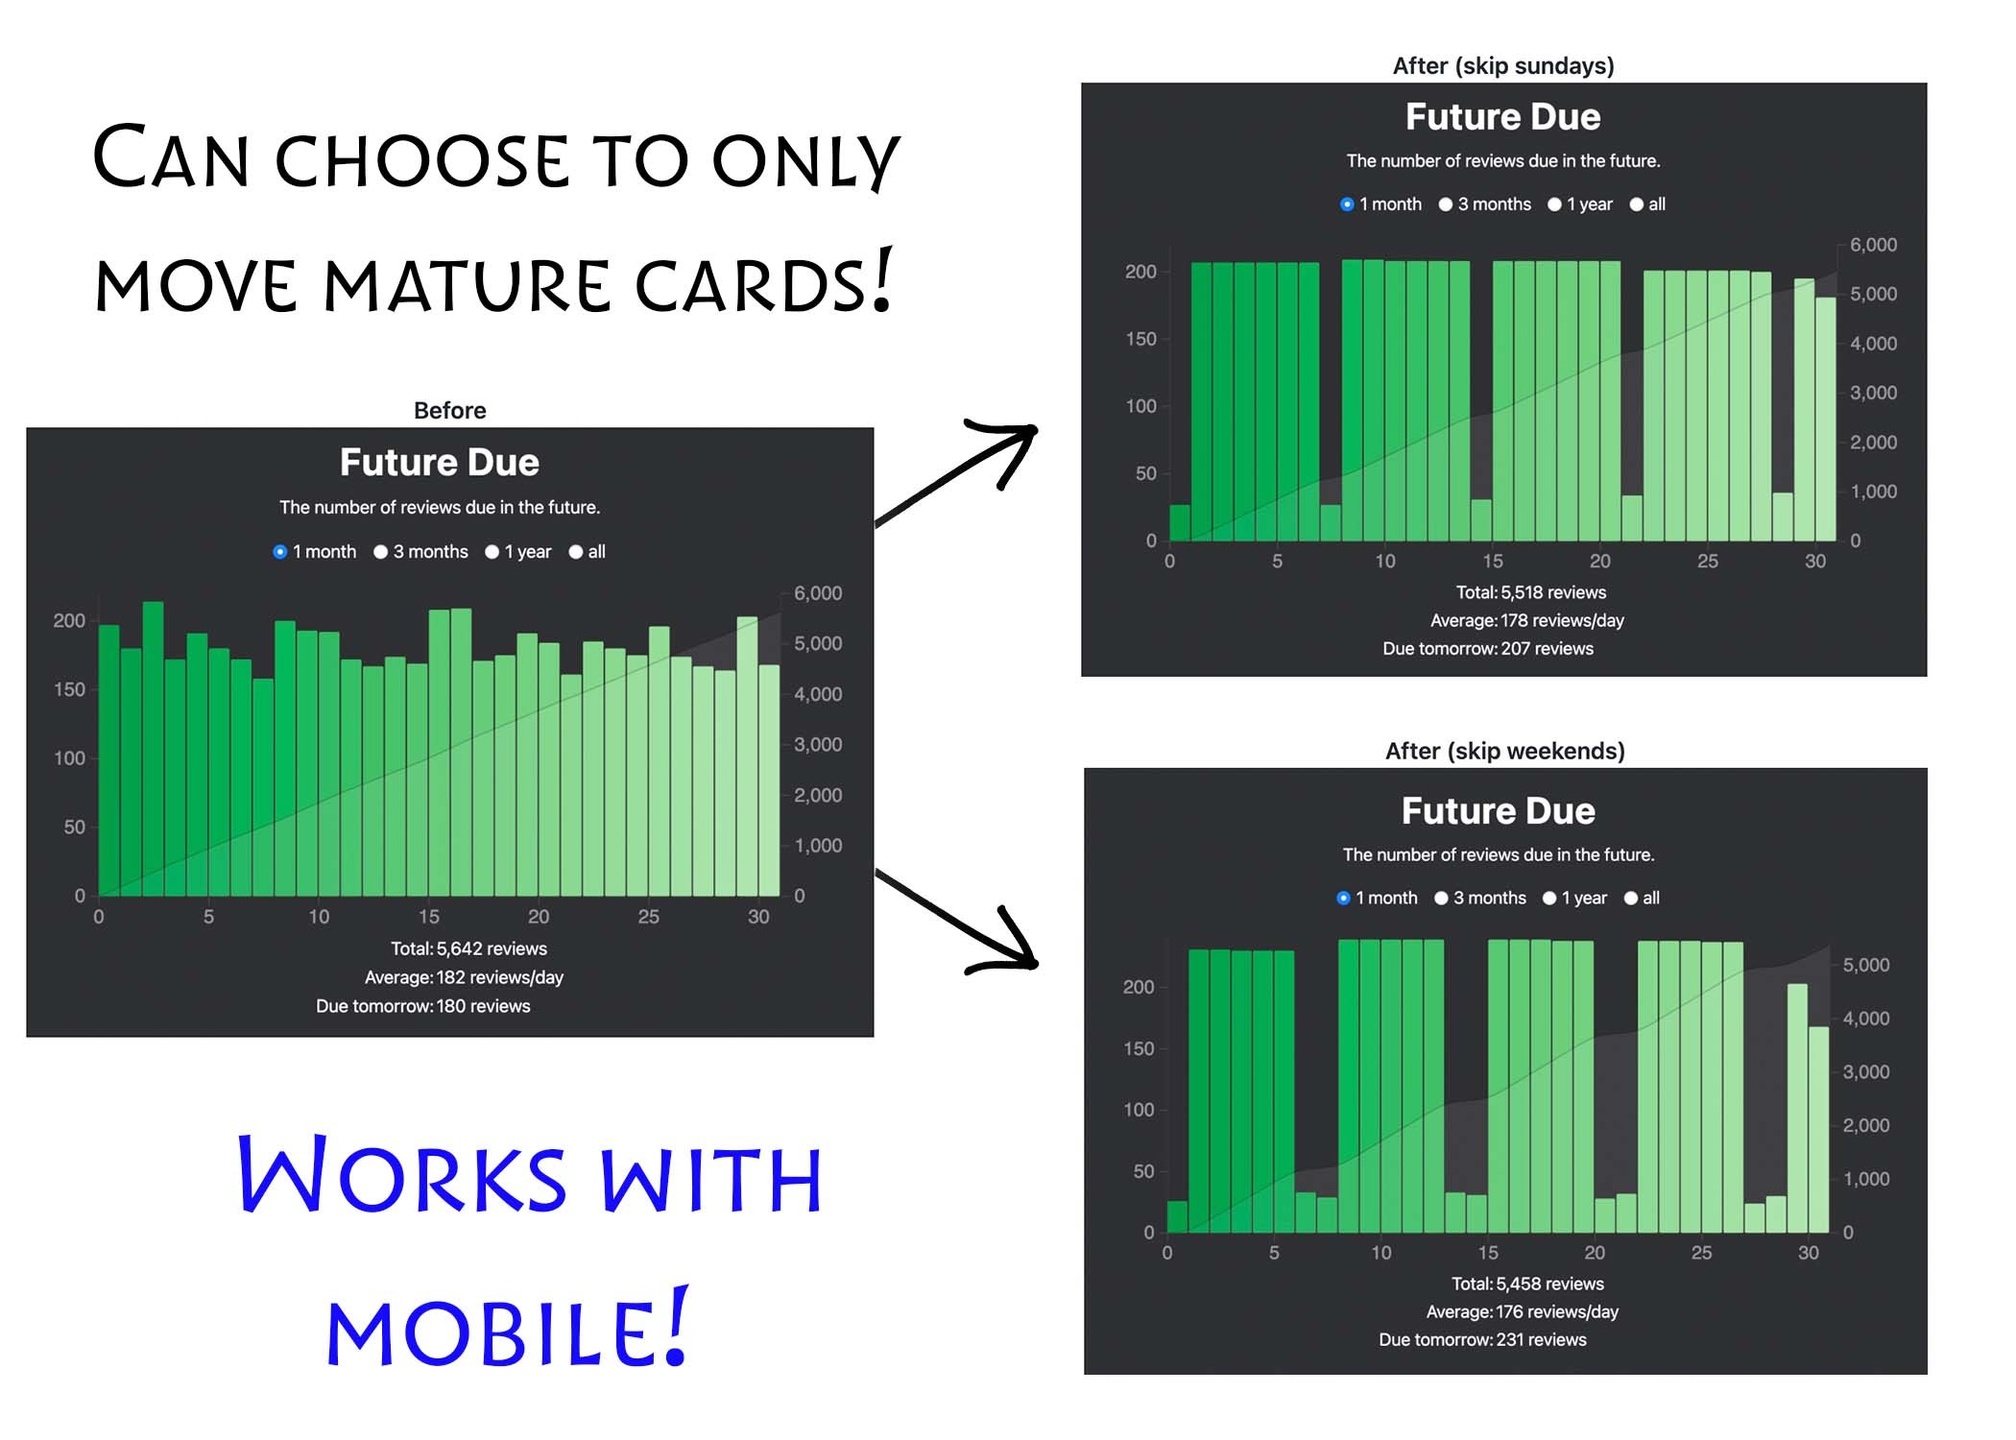 Can choose to only
move mature cards!
Before
Future Due
The number of reviews due in the future.
1 month 3 months 1 year all
200
150
100
50
0
6,000
5,000
4,000
3,000
2,000
1,000
0
0 5 10 15 20 25 30
Total: 5,642 reviews
Average: 182 reviews/day
Due tomorrow: 180 reviews
Works with
mobile!
After (skip sundays)
Future Due
The number of reviews due in the future.
1 month 3 months 1 year all
200
150
100
50
0
6,000
5,000
4,000
3,000
2,000
1,000
0
0 5 10 15 20 25 30
Total: 5,518 reviews
Average: 178 reviews/day
Due tomorrow: 207 reviews
After (skip weekends)
Future Due
The number of reviews due in the future.
1 month 3 months 1 year all
200
150
100
50
0
5,000
4,000
3,000
2,000
1,000
0
0 5 10 15 20 25 30
Total: 5,458 reviews
Average: 176 reviews/day
Due tomorrow: 231 reviews